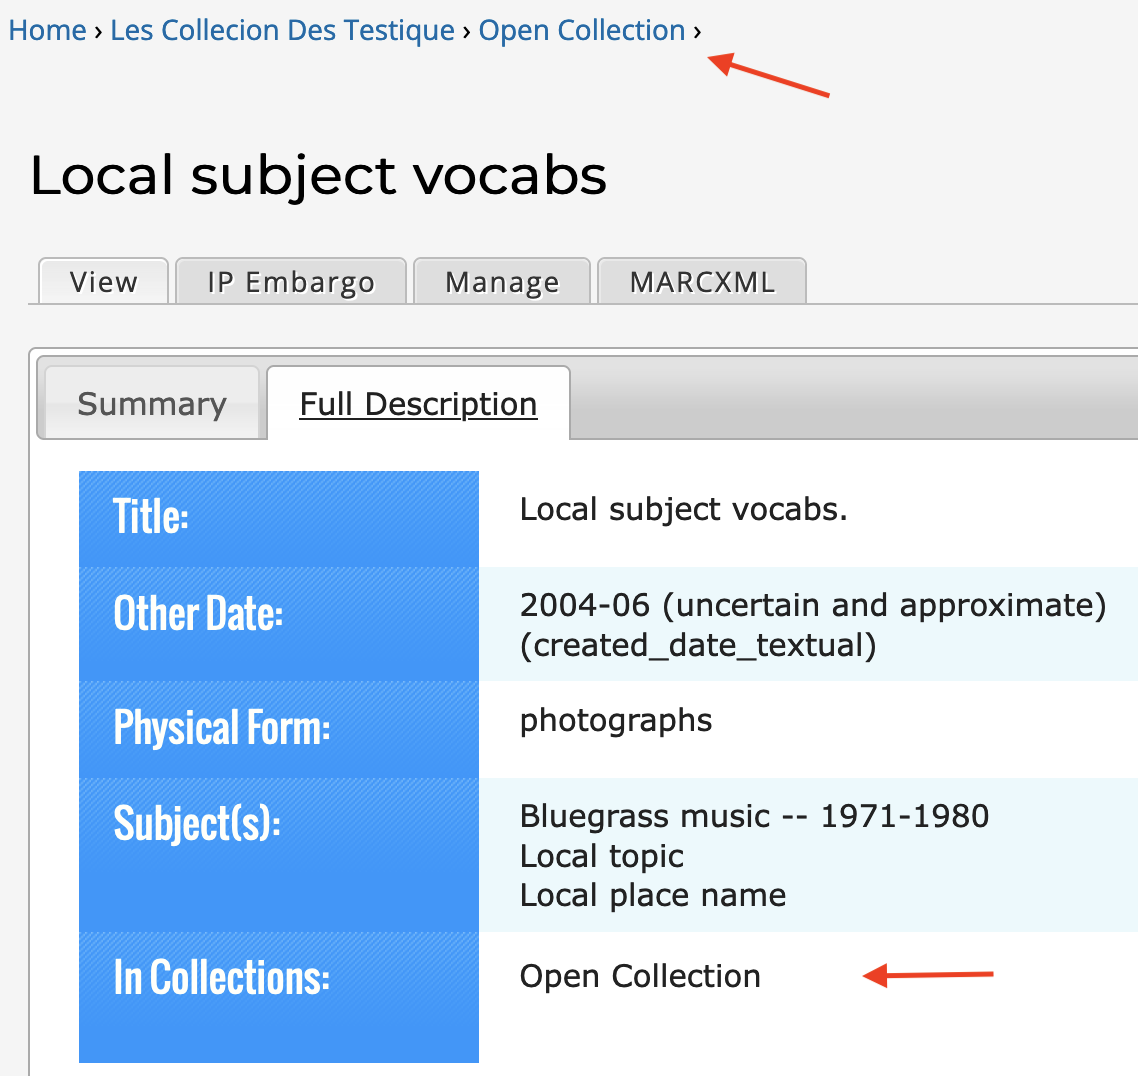 Home › Les Collecion Des Testique › Open Collection ›
Local subject vocabs
View IP Embargo Manage MARCXML
Summary Full Description
Title: Local subject vocabs.
Other Date: 2004-06 (uncertain and approximate)
(created_date_textual)
Physical Form: photographs
Subject(s): Bluegrass music -- 1971-1980
Local topic
Local place name
In Collections: Open Collection